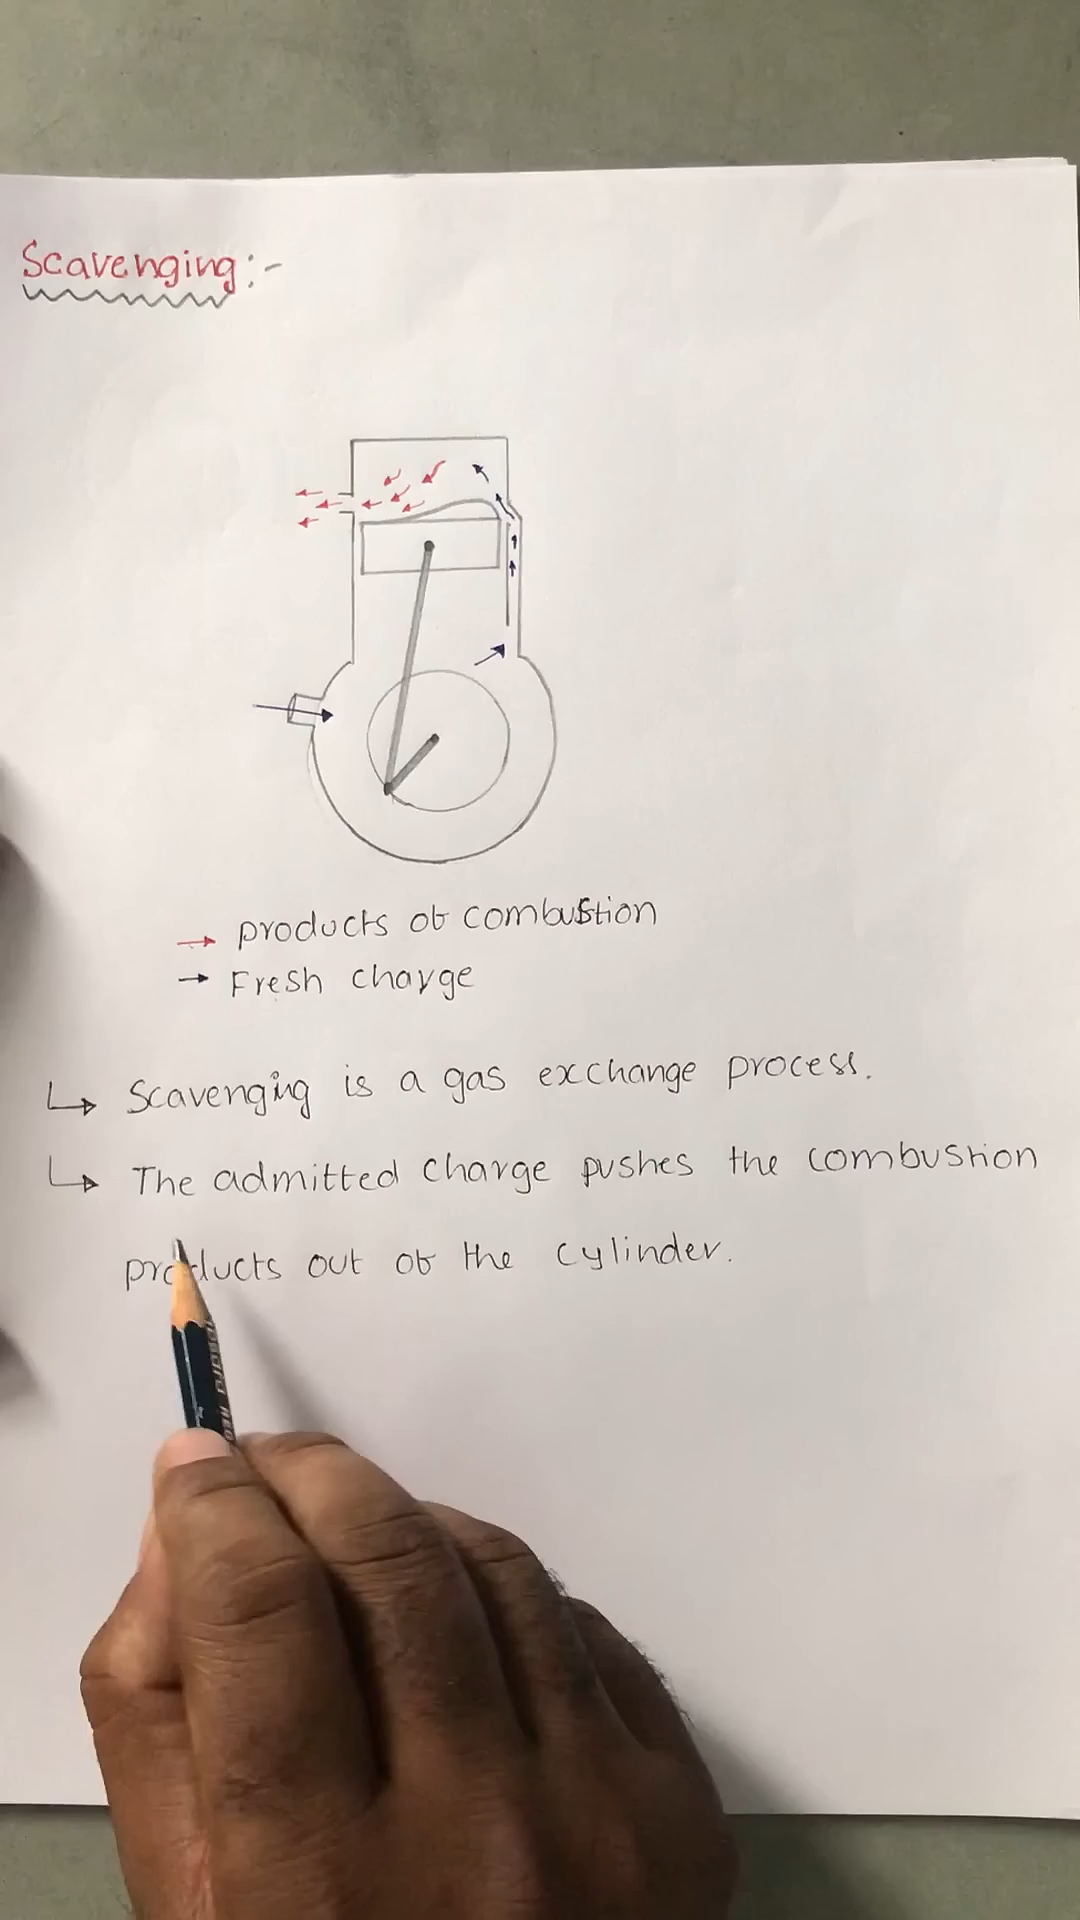 Scavenging:-
→ products of combustion
→ Fresh charge
↳ Scavenging is a gas exchange process.
↳ The admitted charge pushes the combustion
products out of the cylinder.